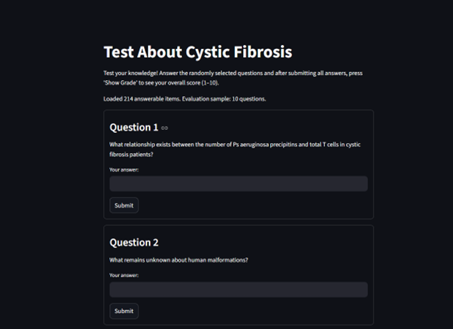 Test About Cystic Fibrosis
Test your knowledge! Answer the randomly selected questions and after submitting all answers, press
'Show Grade' to see your overall score (1–10).
Loaded 214 answerable items. Evaluation sample: 10 questions.
Question 1
What relationship exists between the number of Ps aeruginosa precipitins and total T cells in cystic
fibrosis patients?
Your answer:
Submit
Question 2
What remains unknown about human malformations?
Your answer:
Submit